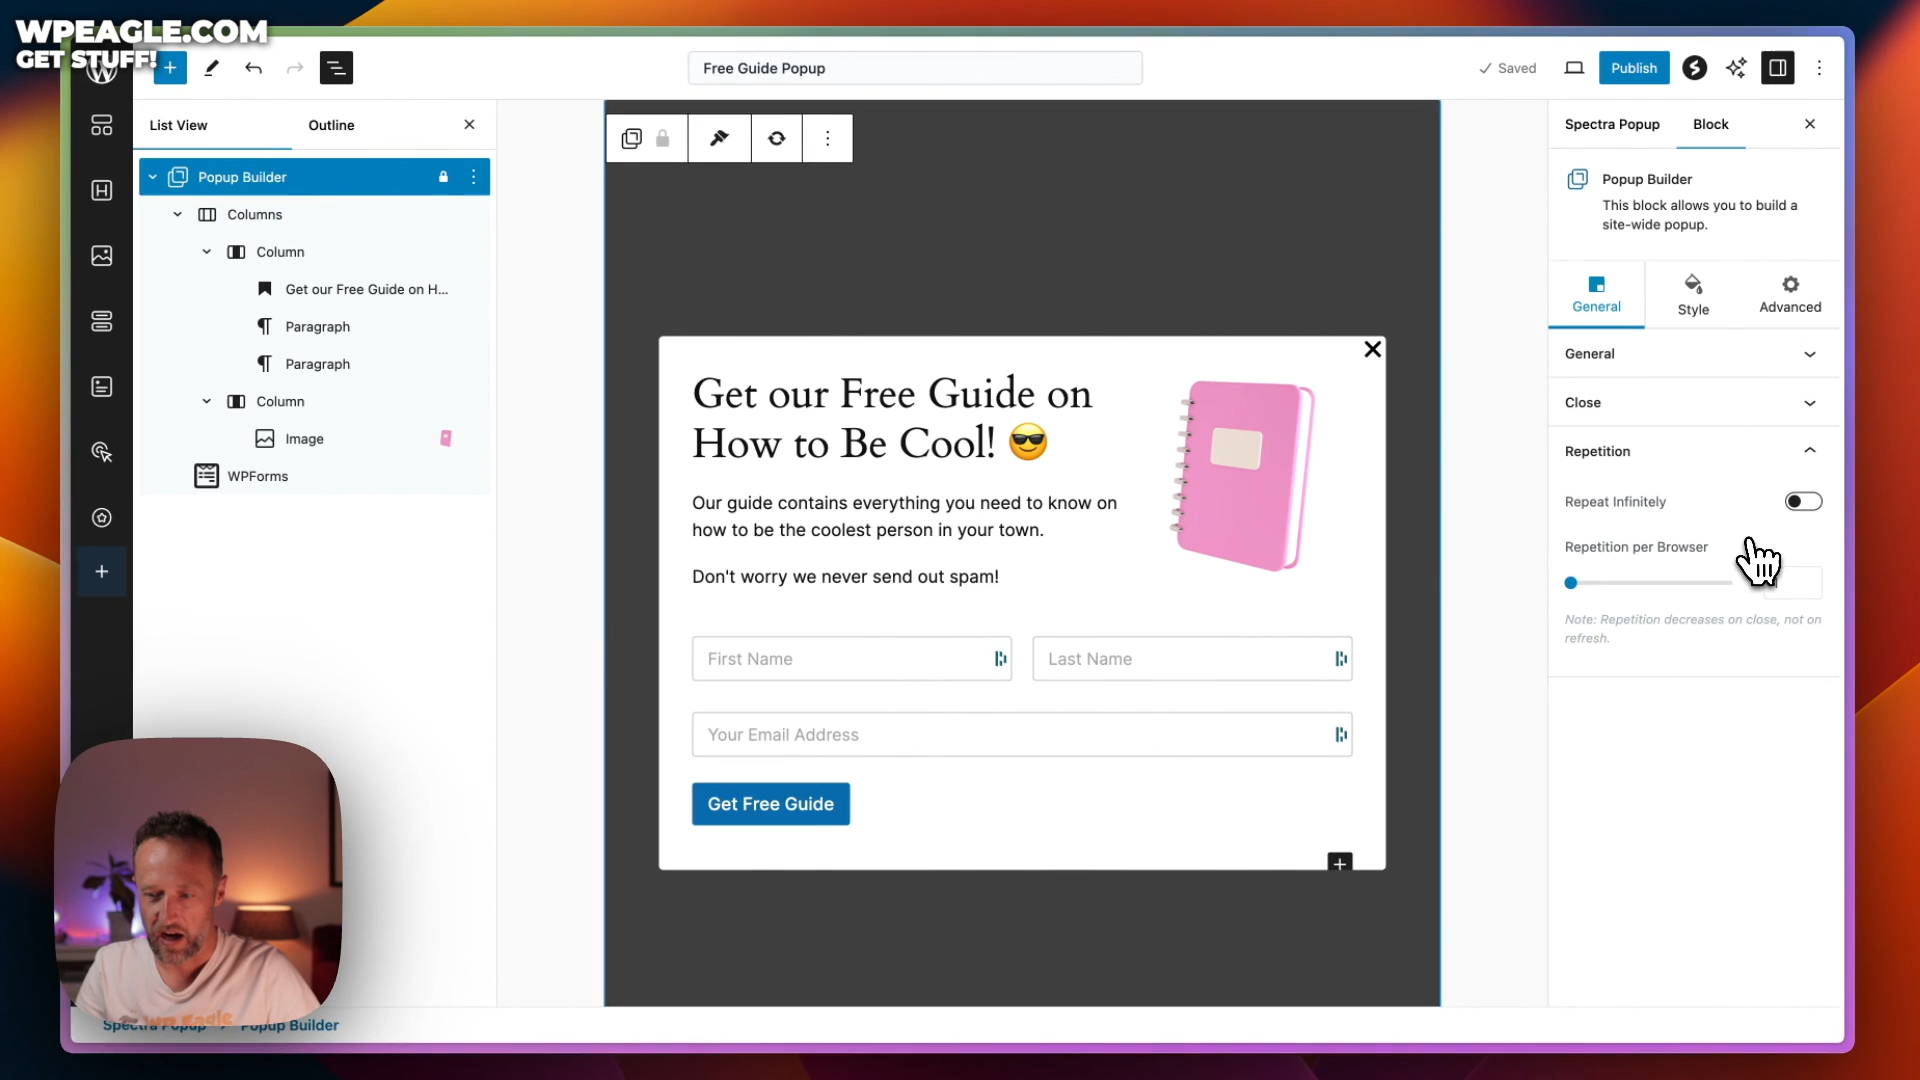 WPEAGLE.COM
GET STUFF!
Free Guide Popup
Saved
Publish
List View
Outline
Popup Builder
Columns
Column
Get our Free Guide on H...
Paragraph
Paragraph
Column
Image
WPForms
Get our Free Guide on
How to Be Cool! 😎
Our guide contains everything you need to know on
how to be the coolest person in your town.
Don't worry we never send out spam!
First Name
Last Name
Your Email Address
Get Free Guide
Spectra Popup
Block
Popup Builder
This block allows you to build a
site-wide popup.
General
Style
Advanced
General
Close
Repetition
Repeat Infinitely
Repetition per Browser
Note: Repetition decreases on close, not on
refresh.
WP Eagle
Spectra Popup
Popup Builder